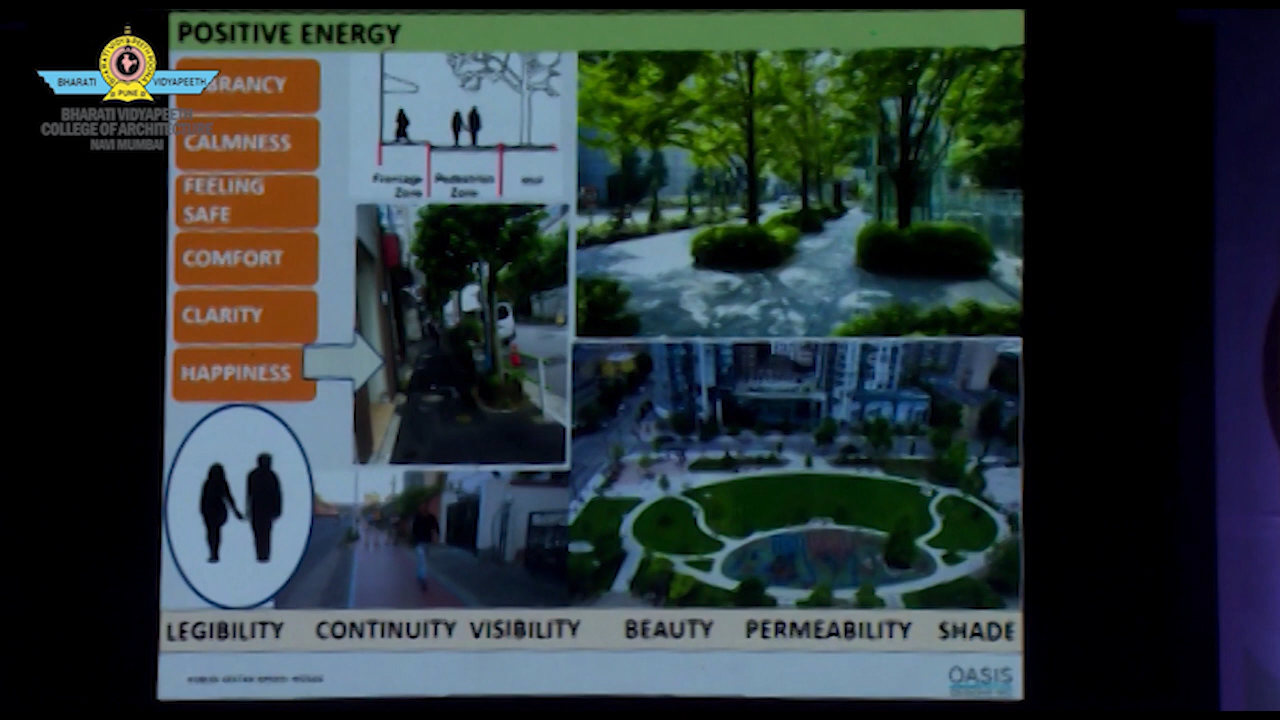 POSITIVE ENERGY
BHARATI VIDYAPEETH
PUNE
BHARATI VIDYAPEETH
COLLEGE OF ARCHITECTURE
NAVI MUMBAI
CALMNESS
FEELING
SAFE
COMFORT
CLARITY
HAPPINESS
Frontage Pedestrian
Zone Zone
LEGIBILITY CONTINUITY VISIBILITY BEAUTY PERMEABILITY SHADE
OASIS